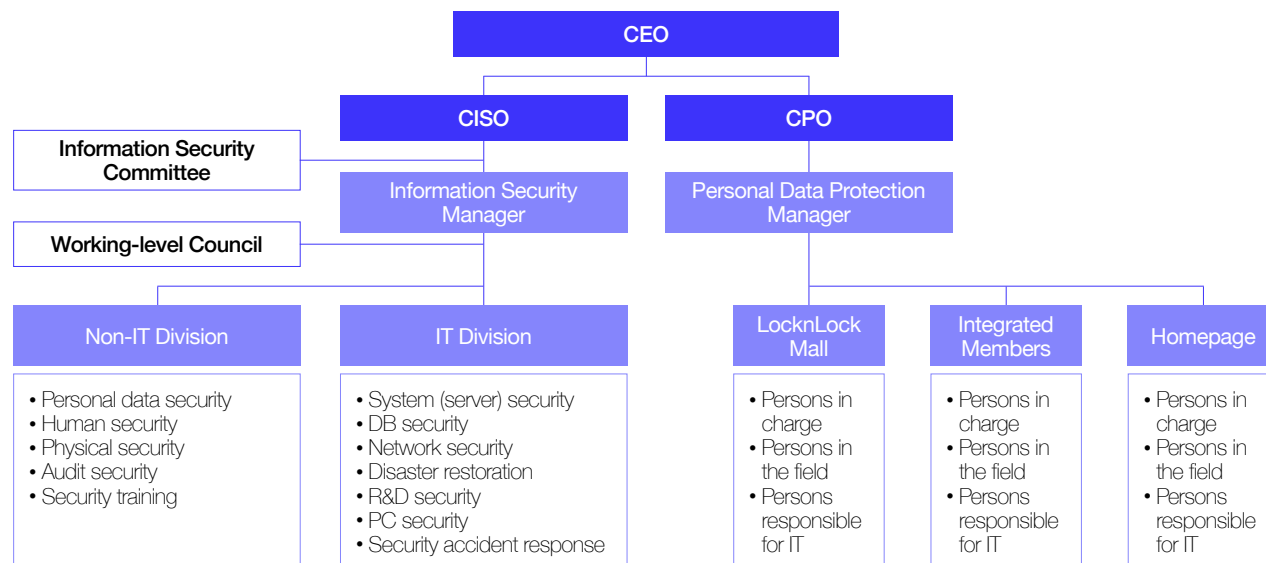 CEO
CISO
CPO
Information Security
Committee
Information Security
Manager
Personal Data Protection
Manager
Working-level Council
Non-IT Division
• Personal data security
• Human security
• Physical security
• Audit security
• Security training
IT Division
• System (server) security
• DB security
• Network security
• Disaster restoration
• R&D security
• PC security
• Security accident response
LocknLock
Mall
• Persons in
charge
• Persons in
the field
• Persons
responsible
for IT
Integrated
Members
• Persons in
charge
• Persons in
the field
• Persons
responsible
for IT
Homepage
• Persons in
charge
• Persons in
the field
• Persons
responsible
for IT